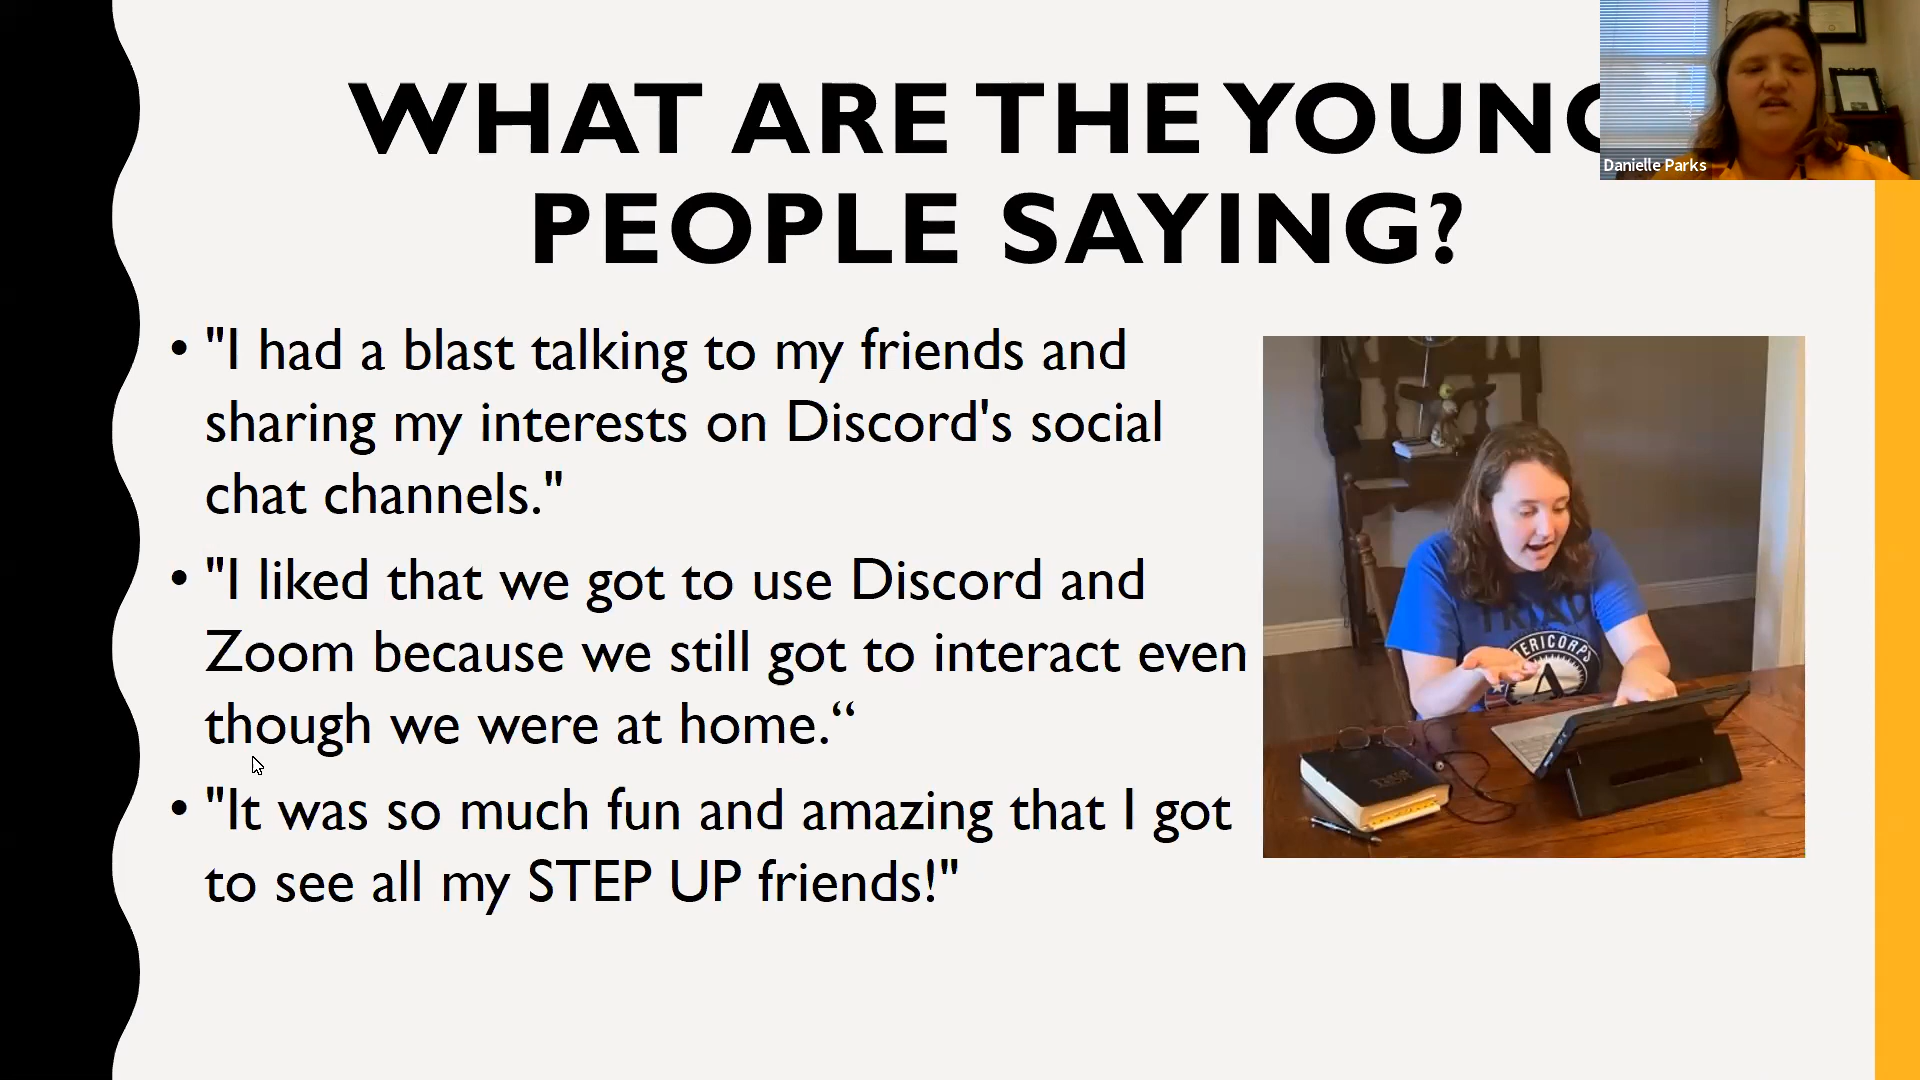 WHAT ARE THE YOUNG
PEOPLE SAYING?
Danielle Parks
• "I had a blast talking to my friends and
sharing my interests on Discord's social
chat channels."
• "I liked that we got to use Discord and
Zoom because we still got to interact even
though we were at home.“
• "It was so much fun and amazing that I got
to see all my STEP UP friends!"
TRIAD